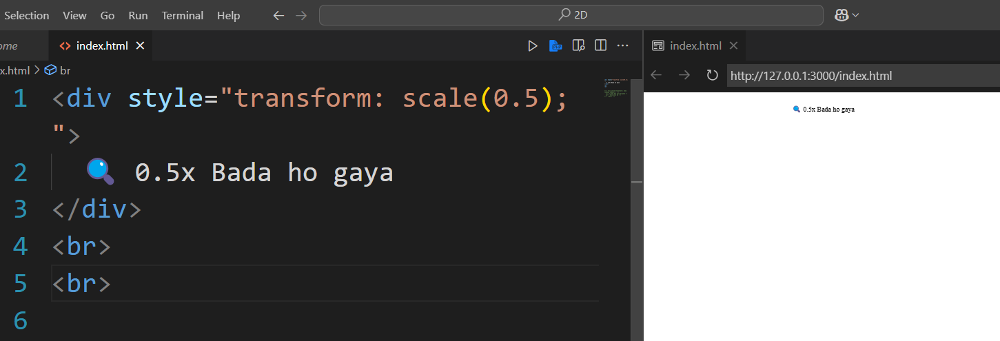 Selection View Go Run Terminal Help 2D
ome index.html index.html
x.html br
http://127.0.0.1:3000/index.html
1 <div style="transform: scale(0.5);
">
2 🔍 0.5x Bada ho gaya
3 </div>
4 <br>
5 <br>
6
🔍 0.5x Bada ho gaya